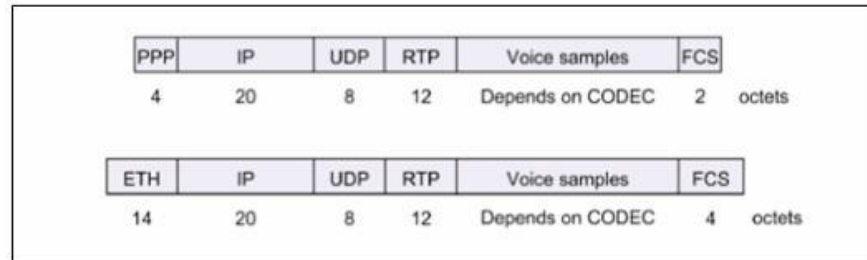 PPP IP UDP RTP Voice samples FCS
4 20 8 12 Depends on CODEC 2 octets
ETH IP UDP RTP Voice samples FCS
14 20 8 12 Depends on CODEC 4 octets